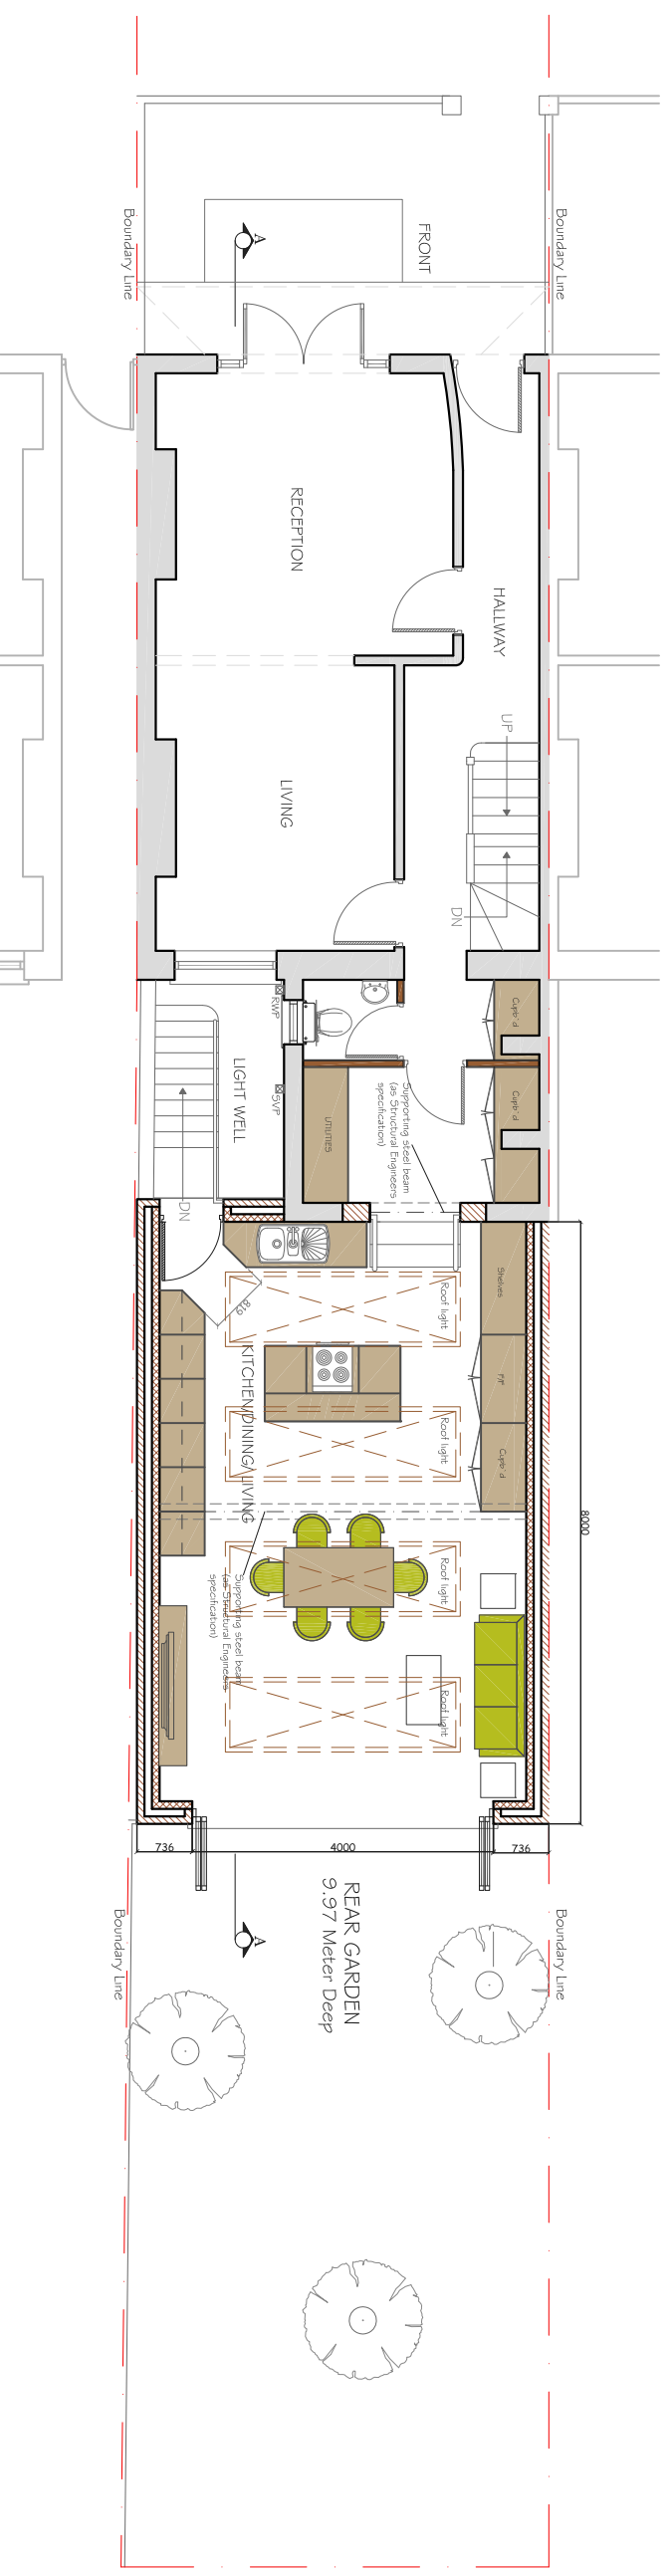 Boundary Line
Boundary Line
FRONT
A
RECEPTION
HALLWAY
UP
LIVING
DN
RWP
Cupb'd
LIGHT WELL
SVP
Cupb'd
UTILITIES
Supporting steel beam
(as Structural Engineers
specification)
DN
819
Shelves
Roof light
KITCHEN/DINING/LIVING
F/F
Roof light
Cupb'd
8000
Roof light
Supporting steel beam
(as Structural Engineers
specification)
Roof light
736
4000
736
REAR GARDEN
9.97 Meter Deep
A
Boundary Line
Boundary Line